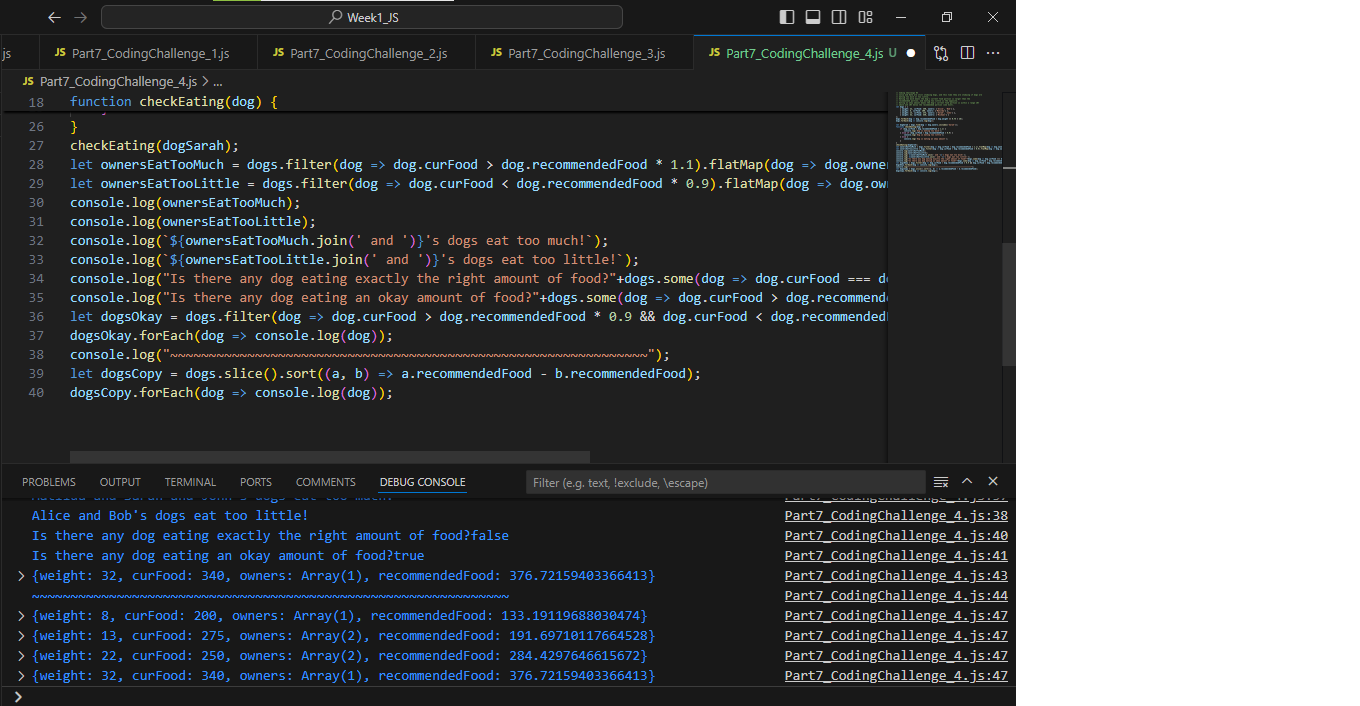 Week1_JS
js
JS Part7_CodingChallenge_1.js
JS Part7_CodingChallenge_2.js
JS Part7_CodingChallenge_3.js
JS Part7_CodingChallenge_4.js U
JS Part7_CodingChallenge_4.js > ...
18 function checkEating(dog) {
26 }
27 checkEating(dogSarah);
28 let ownersEatTooMuch = dogs.filter(dog => dog.curFood > dog.recommendedFood * 1.1).flatMap(dog => dog.owne
29 let ownersEatTooLittle = dogs.filter(dog => dog.curFood < dog.recommendedFood * 0.9).flatMap(dog => dog.ow
30 console.log(ownersEatTooMuch);
31 console.log(ownersEatTooLittle);
32 console.log(`${ownersEatTooMuch.join(' and ')}'s dogs eat too much!`);
33 console.log(`${ownersEatTooLittle.join(' and ')}'s dogs eat too little!`);
34 console.log("Is there any dog eating exactly the right amount of food?"+dogs.some(dog => dog.curFood === do
35 console.log("Is there any dog eating an okay amount of food?"+dogs.some(dog => dog.curFood > dog.recommend
36 let dogsOkay = dogs.filter(dog => dog.curFood > dog.recommendedFood * 0.9 && dog.curFood < dog.recommended
37 dogsOkay.forEach(dog => console.log(dog));
38 console.log("~~~~~~~~~~~~~~~~~~~~~~~~~~~~~~~~~~~~~~~~~~~~~~~~~~~~~~~~~~~~~~");
39 let dogsCopy = dogs.slice().sort((a, b) => a.recommendedFood - b.recommendedFood);
40 dogsCopy.forEach(dog => console.log(dog));
PROBLEMS OUTPUT TERMINAL PORTS COMMENTS DEBUG CONSOLE
Filter (e.g. text, !exclude, \escape)
Matilda and Sarah and John's dogs eat too much! Part7_CodingChallenge_4.js:37
Alice and Bob's dogs eat too little! Part7_CodingChallenge_4.js:38
Is there any dog eating exactly the right amount of food?false Part7_CodingChallenge_4.js:40
Is there any dog eating an okay amount of food?true Part7_CodingChallenge_4.js:41
> {weight: 32, curFood: 340, owners: Array(1), recommendedFood: 376.72159403366413} Part7_CodingChallenge_4.js:43
~~~~~~~~~~~~~~~~~~~~~~~~~~~~~~~~~~~~~~~~~~~~~~~~~~~~~~~~~~~~~~ Part7_CodingChallenge_4.js:44
> {weight: 8, curFood: 200, owners: Array(1), recommendedFood: 133.19119688030474} Part7_CodingChallenge_4.js:47
> {weight: 13, curFood: 275, owners: Array(2), recommendedFood: 191.69710117664528} Part7_CodingChallenge_4.js:47
> {weight: 22, curFood: 250, owners: Array(2), recommendedFood: 284.4297646615672} Part7_CodingChallenge_4.js:47
> {weight: 32, curFood: 340, owners: Array(1), recommendedFood: 376.72159403366413} Part7_CodingChallenge_4.js:47
>